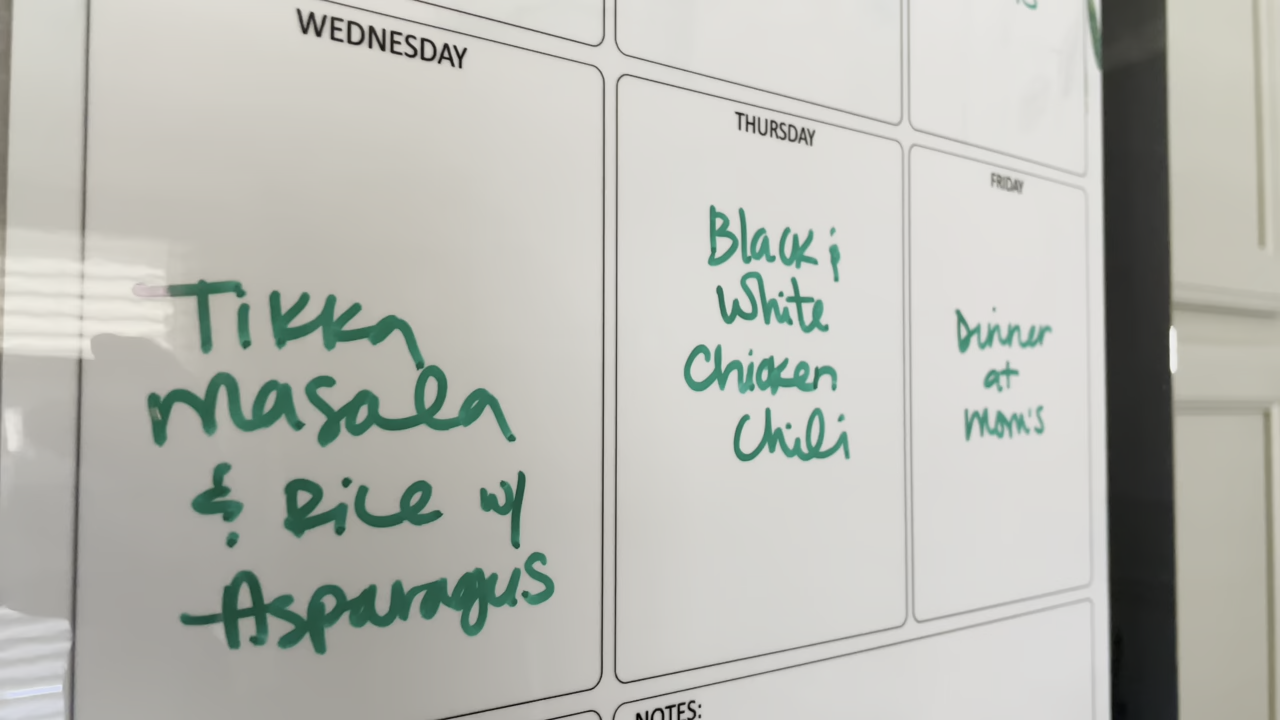 WEDNESDAY
Tikka
masala
& Rice w/
Asparagus
THURSDAY
Black &
White
Chicken
Chili
FRIDAY
Dinner
at
Mom's
NOTES: